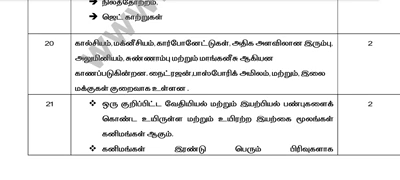 ➔ நிலத்தோற்றம்.
➔ ஜெட் காற்றுகள்
20 கால்சியம், மக்னீசியம், கார்போனேட்டுகள், அதிக அளவிலான இரும்பு, 2
அலுமினியம், சுண்ணாம்பு மற்றும் மாங்கனீசு ஆகியன
காணப்படுகின்றன. நைட்ரஜன்,பாஸ்போரிக் அமிலம், மற்றும், இலை
மக்குகள் குறைவாக உள்ளன .
21 ❖ ஒரு குறிப்பிட்ட வேதியியல் மற்றும் இயற்பியல் பண்புகளைக் 2
கொண்ட உயிருள்ள மற்றும் உயிரற்ற இயற்கை மூலங்கள்
கனிமங்கள் ஆகும்.
❖ கனிமங்கள் இரண்டு பெரும் பிரிவுகளாக